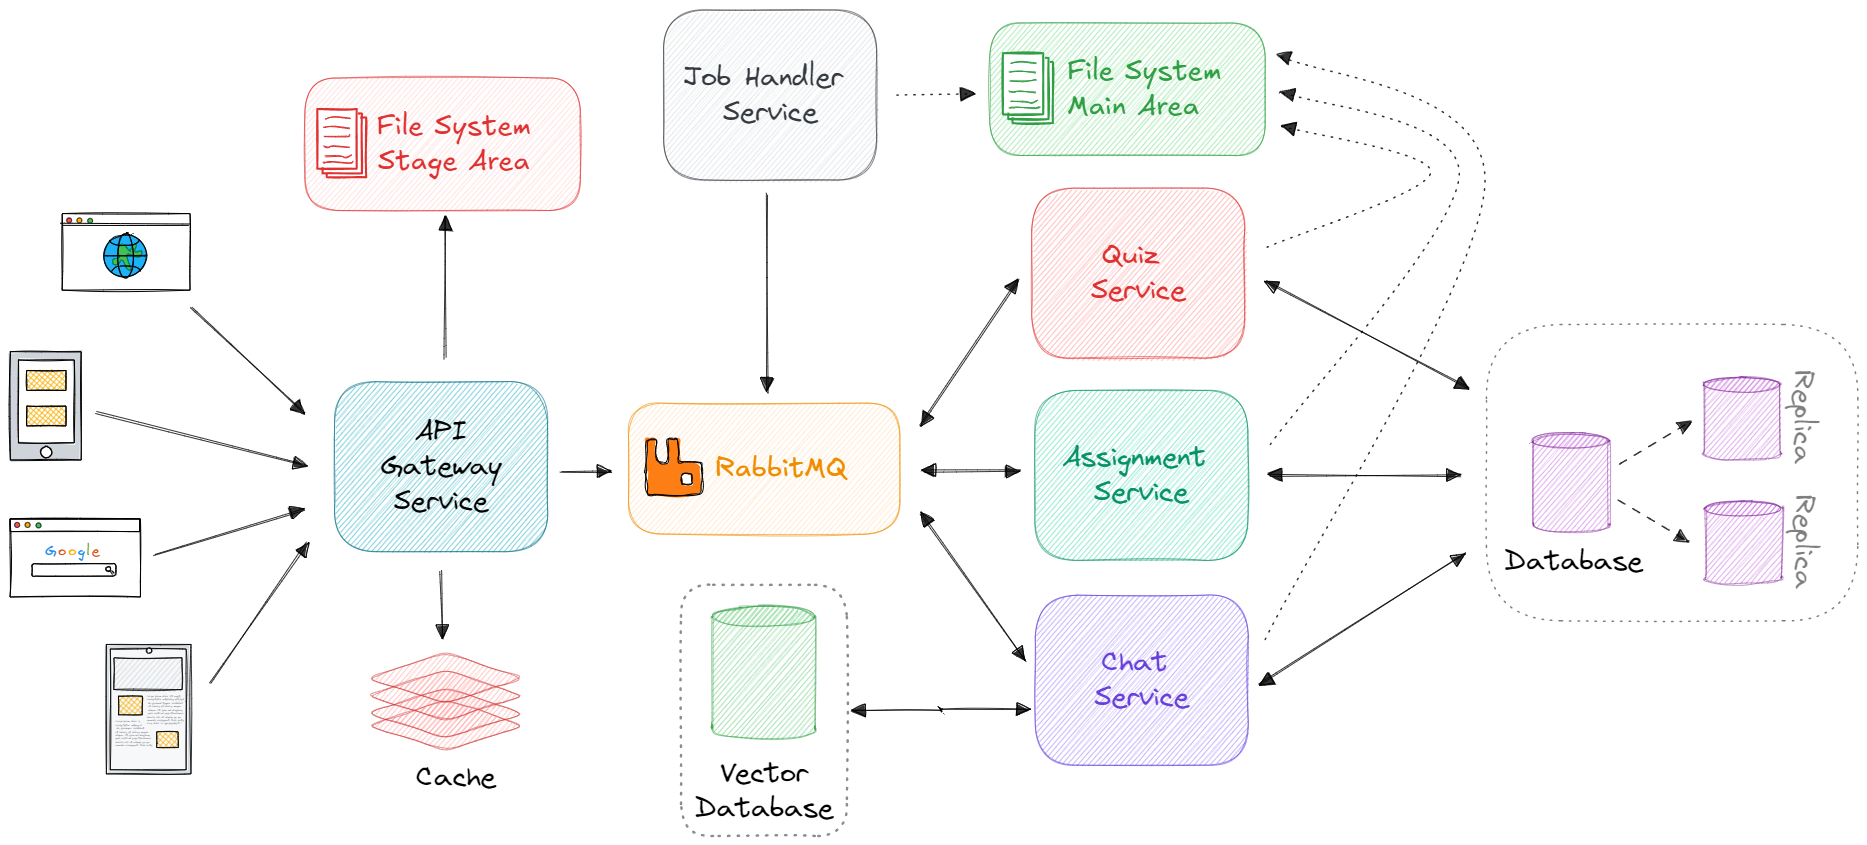 Job Handler
Service
File System
Main Area
File System
Stage Area
Quiz
Service
API
Gateway
Service
RabbitMQ
Assignment
Service
Replica
Replica
Database
Google
Chat
Service
Cache
Vector
Database